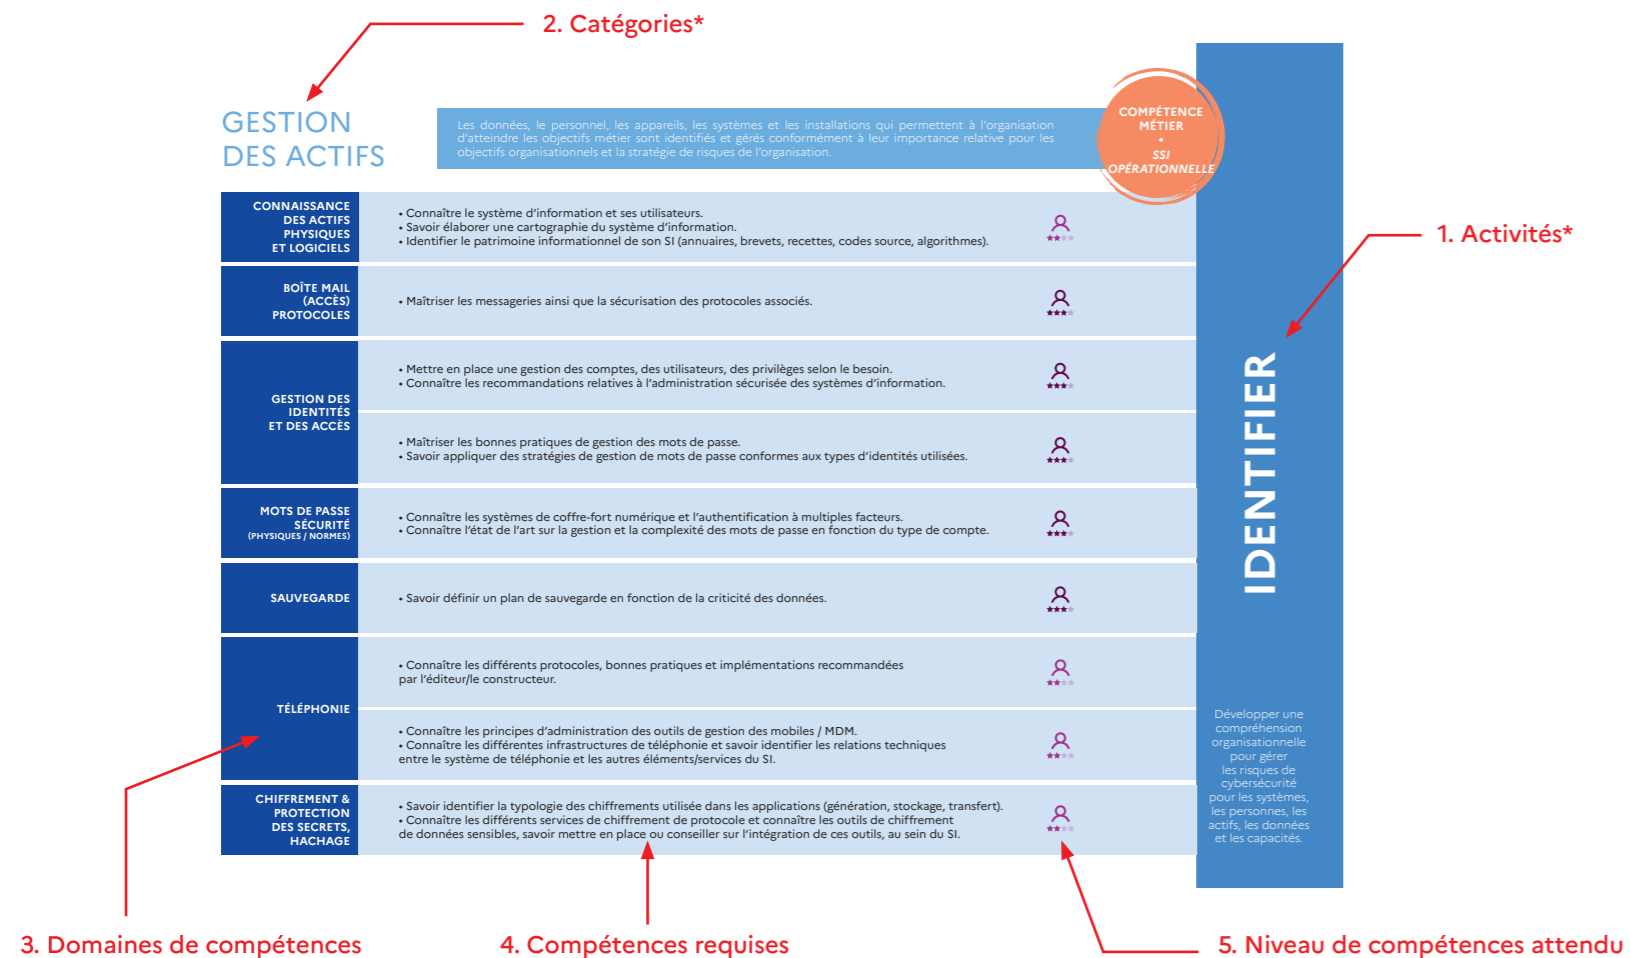 2. Catégories*
GESTION
DES ACTIFS
Les données, le personnel, les appareils, les systèmes et les installations qui permettent à l'organisation
d'atteindre les objectifs métier sont identifiés et gérés conformément à leur importance relative pour les
objectifs organisationnels et la stratégie de risques de l'organisation.
COMPÉTENCE
MÉTIER
•
SSI
OPÉRATIONNELLE
CONNAISSANCE
DES ACTIFS
PHYSIQUES
ET LOGICIELS
• Connaître le système d'information et ses utilisateurs.
• Savoir élaborer une cartographie du système d'information.
• Identifier le patrimoine informationnel de son SI (annuaires, brevets, recettes, codes source, algorithmes).
1. Activités*
BOÎTE MAIL
(ACCÈS)
PROTOCOLES
• Maîtriser les messageries ainsi que la sécurisation des protocoles associés.
GESTION DES
IDENTITÉS
ET DES ACCÈS
• Mettre en place une gestion des comptes, des utilisateurs, des privilèges selon le besoin.
• Connaître les recommandations relatives à l'administration sécurisée des systèmes d'information.
• Maîtriser les bonnes pratiques de gestion des mots de passe.
• Savoir appliquer des stratégies de gestion de mots de passe conformes aux types d'identités utilisées.
IDENTIFIER
MOTS DE PASSE
SÉCURITÉ
(PHYSIQUES / NORMES)
• Connaître les systèmes de coffre-fort numérique et l'authentification à multiples facteurs.
• Connaître l'état de l'art sur la gestion et la complexité des mots de passe en fonction du type de compte.
SAUVEGARDE
• Savoir définir un plan de sauvegarde en fonction de la criticité des données.
TÉLÉPHONIE
• Connaître les différents protocoles, bonnes pratiques et implémentations recommandées
par l'éditeur/le constructeur.
• Connaître les principes d'administration des outils de gestion des mobiles / MDM.
• Connaître les différentes infrastructures de téléphonie et savoir identifier les relations techniques
entre le système de téléphonie et les autres éléments/services du SI.
CHIFFREMENT &
PROTECTION
DES SECRETS,
HACHAGE
• Savoir identifier la typologie des chiffrements utilisée dans les applications (génération, stockage, transfert).
• Connaître les différents services de chiffrement de protocole et connaître les outils de chiffrement
de données sensibles, savoir mettre en place ou conseiller sur l'intégration de ces outils, au sein du SI.
Développer une
compréhension
organisationnelle
pour gérer
les risques de
cybersécurité
pour les systèmes,
les personnes, les
actifs, les données
et les capacités.
3. Domaines de compétences
4. Compétences requises
5. Niveau de compétences attendu